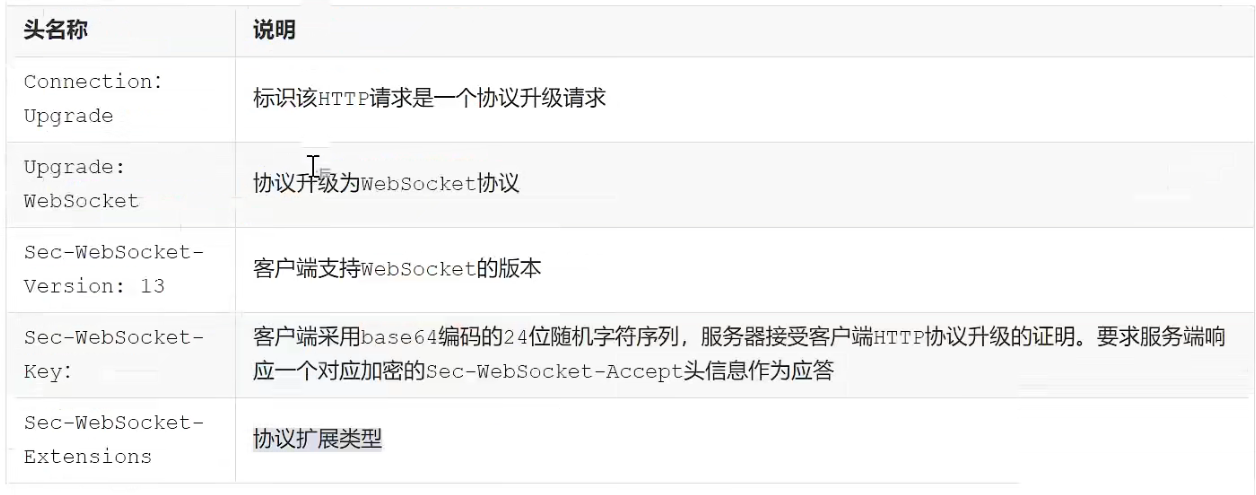 头名称 说明
Connection:
Upgrade
标识该HTTP请求是一个协议升级请求
Upgrade:
WebSocket
协议升级为WebSocket协议
Sec-WebSocket-
Version: 13
客户端支持WebSocket的版本
Sec-WebSocket-
Key:
客户端采用base64编码的24位随机字符序列，服务器接受客户端HTTP协议升级的证明。要求服务端响
应一个对应加密的Sec-WebSocket-Accept头信息作为应答
Sec-WebSocket-
Extensions
协议扩展类型